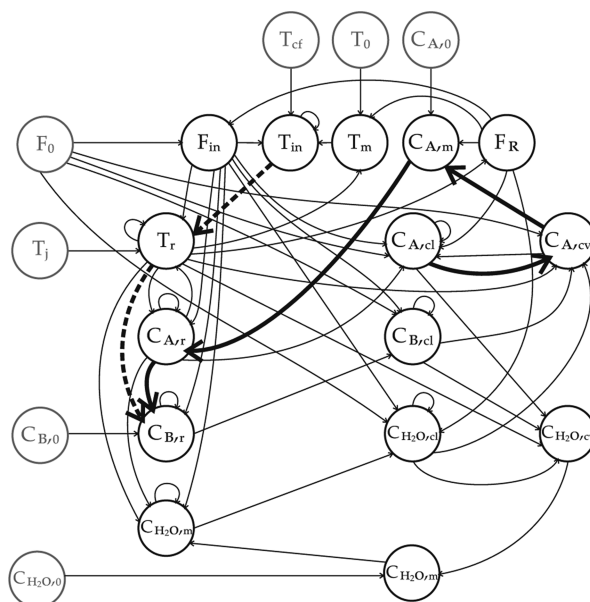 T_cf T_0 C_A,0
F_0 F_in T_in T_m C_A,m F_R
T_j T_r C_A,cl C_A,cv
C_A,r C_B,cl
C_B,0 C_B,r C_H₂O,cl C_H₂O,c
C_H₂O,m
C_H₂O,0 C_H₂O,m